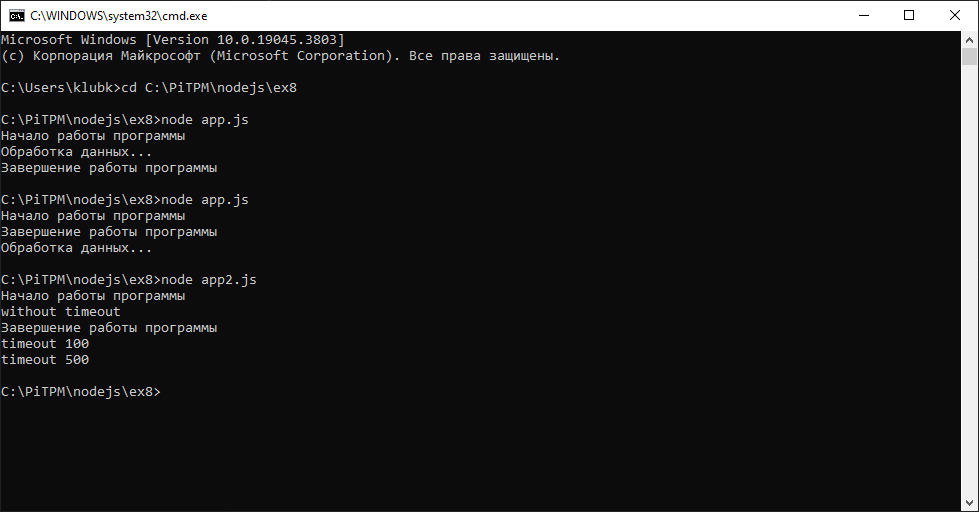 C:\WINDOWS\system32\cmd.exe
Microsoft Windows [Version 10.0.19045.3803]
(c) Корпорация Майкрософт (Microsoft Corporation). Все права защищены.
C:\Users\klubk>cd C:\PiTPM\nodejs\ex8
C:\PiTPM\nodejs\ex8>node app.js
Начало работы программы
Обработка данных...
Завершение работы программы
C:\PiTPM\nodejs\ex8>node app.js
Начало работы программы
Завершение работы программы
Обработка данных...
C:\PiTPM\nodejs\ex8>node app2.js
Начало работы программы
without timeout
Завершение работы программы
timeout 100
timeout 500
C:\PiTPM\nodejs\ex8>